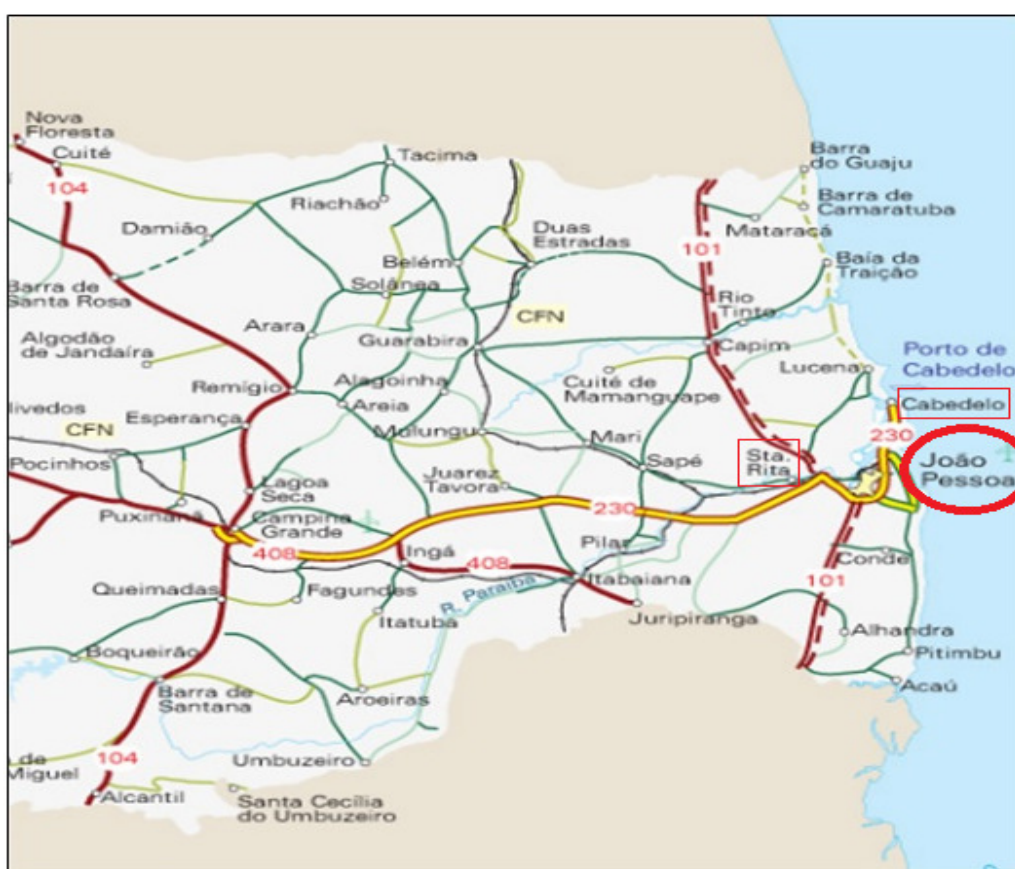 Nova
Floresta
Cuité
104
Tacima
Barra
do Guaju
Riachão
Barra de
Camaratuba
Damião
Duas
Estradas
Mataracá
101
Belém
Baía da
Traição
Barra de
Santa Rosa
Solânea
Rio
Tinto
CFN
Arara
Algodão
de Jandaíra
Guarabira
Capim
Porto de
Cabedelo
Lucena
Remígio
Alagoinha
Cuité de
Mamanguape
Areia
Cabedelo
livedos
Esperança
CFN
Mulungu
Mari
230
Sta.
Rita
João
Pessoa
Pocinhos
Sapé
Juarez
Tavora
Lagoa
Seca
Puxinanã
230
Campina
Grande
408
Pilar
Ingá
408
Conde
Itabaiana
101
Queimadas
Fagundes
R. Paraíba
Itatuba
Juripiranga
Alhandra
Boqueirão
Pitimbu
Barra de
Santana
Aroeiras
Acaú
104
de
Miguel
Umbuzeiro
Alcantil
Santa Cecília
do Umbuzeiro